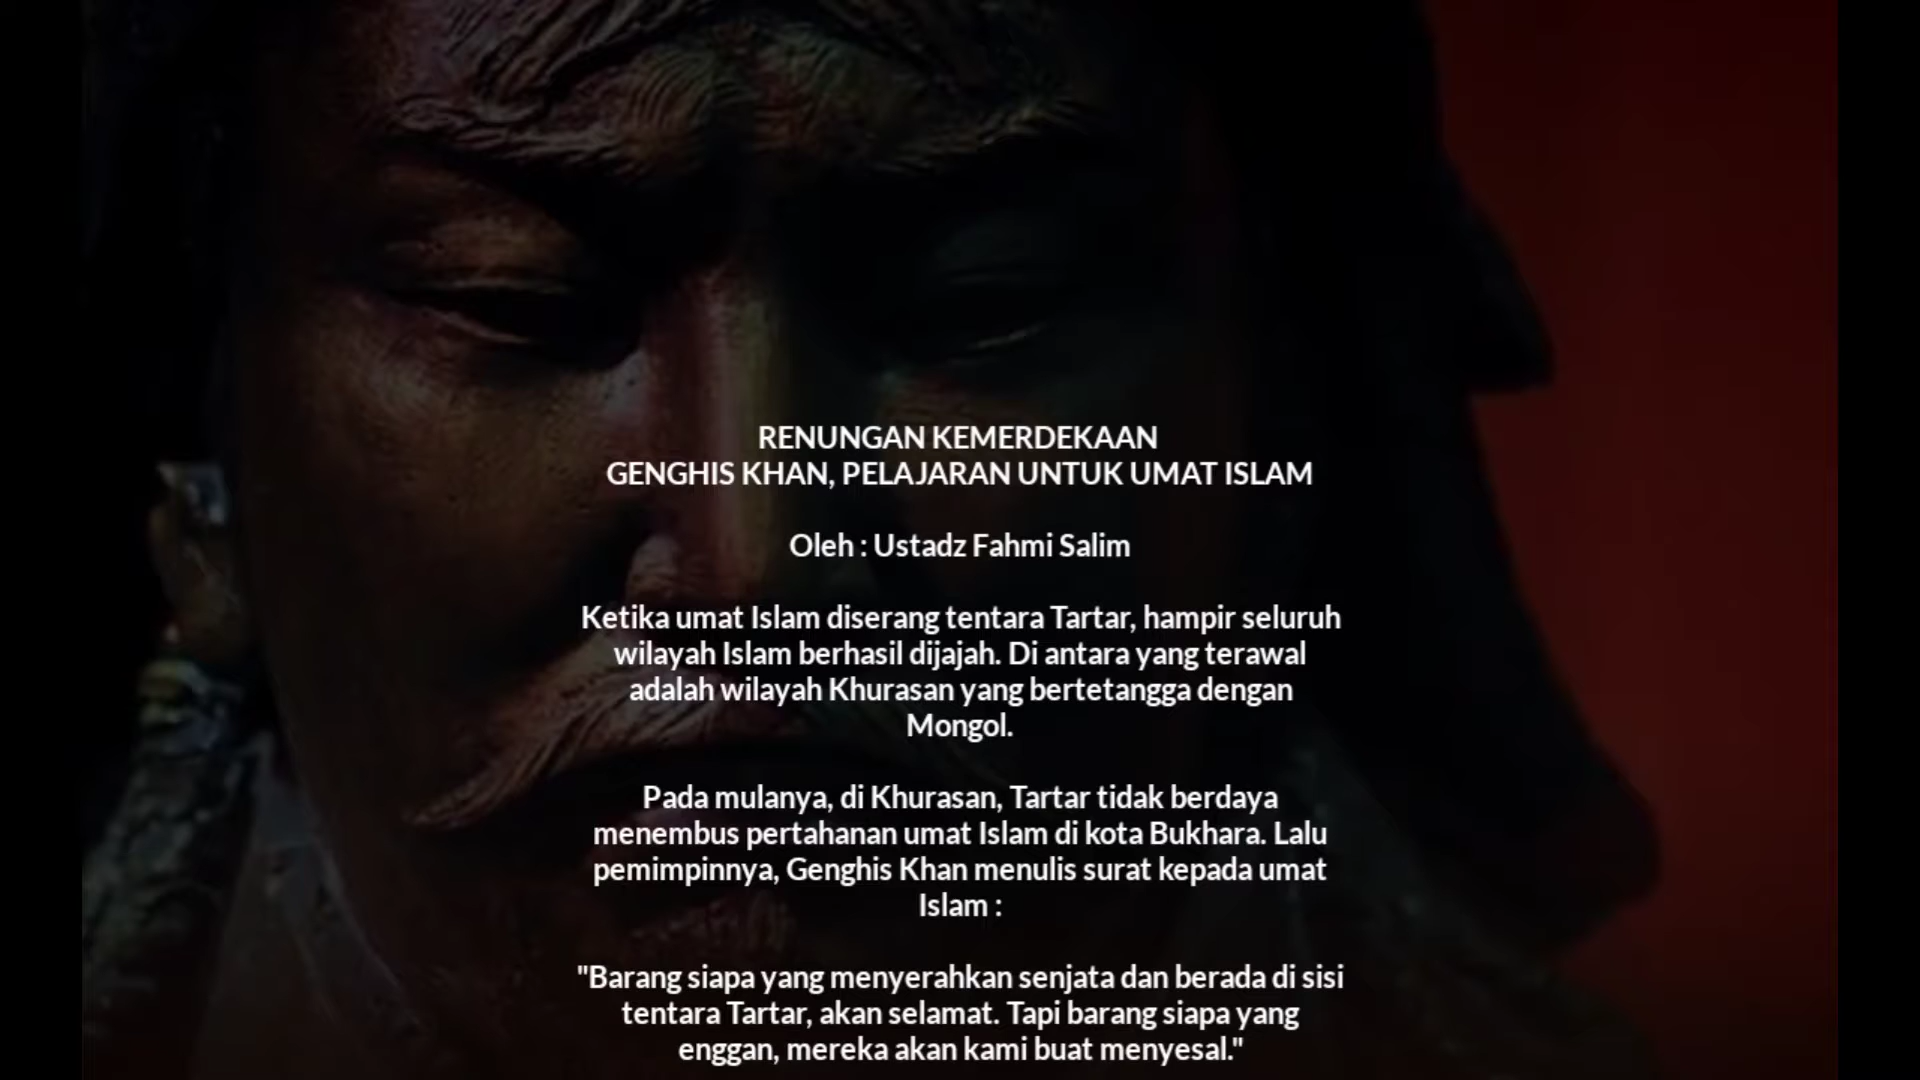 RENUNGAN KEMERDEKAAN
GENGHIS KHAN, PELAJARAN UNTUK UMAT ISLAM
Oleh : Ustadz Fahmi Salim
Ketika umat Islam diserang tentara Tartar, hampir seluruh
wilayah Islam berhasil dijajah. Di antara yang terawal
adalah wilayah Khurasan yang bertetangga dengan
Mongol.
Pada mulanya, di Khurasan, Tartar tidak berdaya
menembus pertahanan umat Islam di kota Bukhara. Lalu
pemimpinnya, Genghis Khan menulis surat kepada umat
Islam :
"Barang siapa yang menyerahkan senjata dan berada di sisi
tentara Tartar, akan selamat. Tapi barang siapa yang
enggan, mereka akan kami buat menyesal."